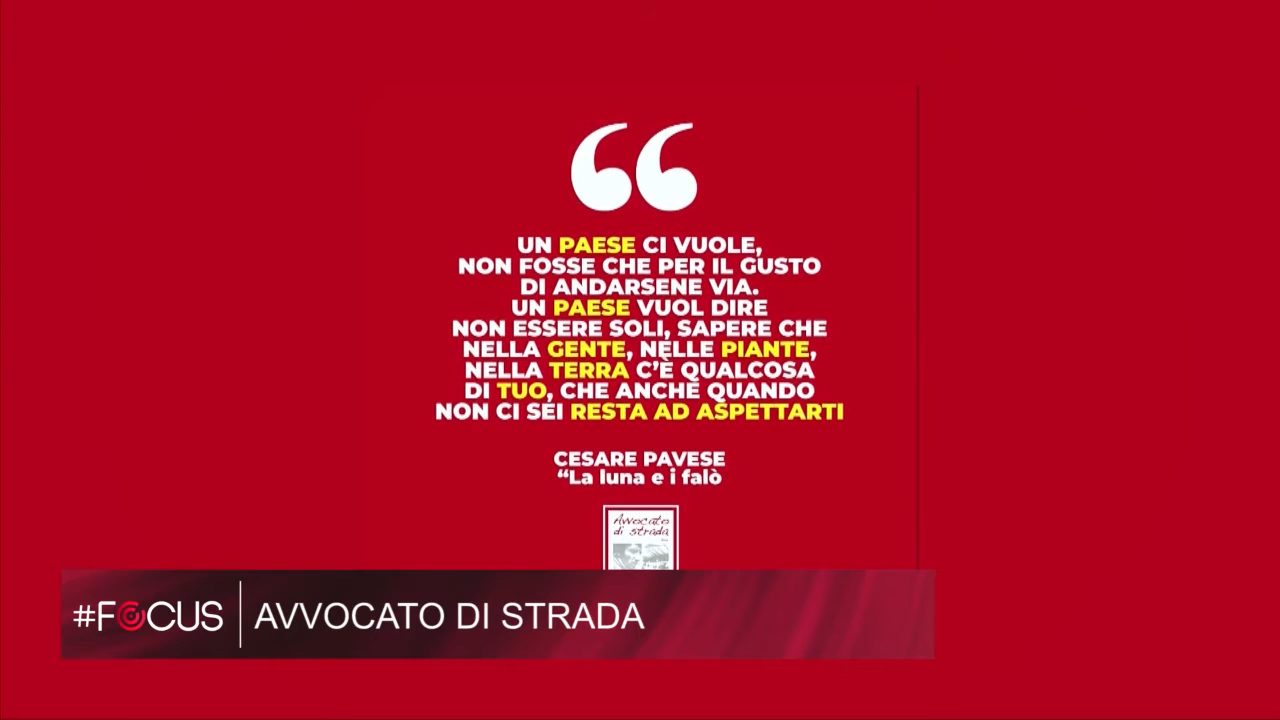 UN PAESE CI VUOLE,
NON FOSSE CHE PER IL GUSTO
DI ANDARSENE VIA.
UN PAESE VUOL DIRE
NON ESSERE SOLI, SAPERE CHE
NELLA GENTE, NELLE PIANTE,
NELLA TERRA C'È QUALCOSA
DI TUO, CHE ANCHE QUANDO
NON CI SEI RESTA AD ASPETTARTI
CESARE PAVESE
“La luna e i falò
Avvocato
di strada
#FOCUS
AVVOCATO DI STRADA